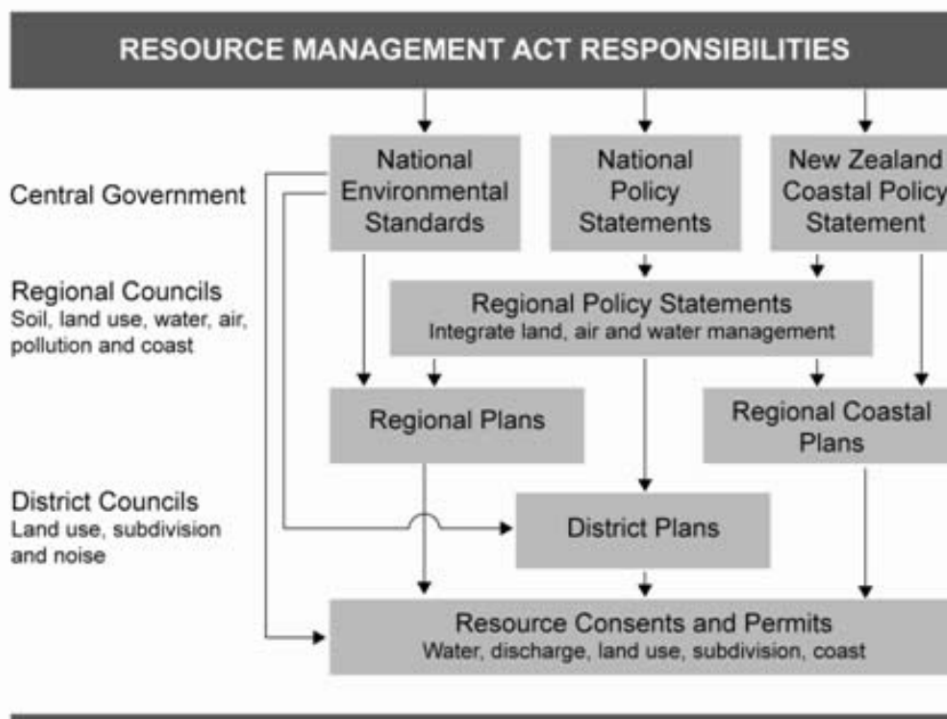 RESOURCE MANAGEMENT ACT RESPONSIBILITIES
Central Government
National
Environmental
Standards
National
Policy
Statements
New Zealand
Coastal Policy
Statement
Regional Councils
Soil, land use, water, air,
pollution and coast
Regional Policy Statements
Integrate land, air and water management
Regional Plans
Regional Coastal
Plans
District Councils
Land use, subdivision
and noise
District Plans
Resource Consents and Permits
Water, discharge, land use, subdivision, coast